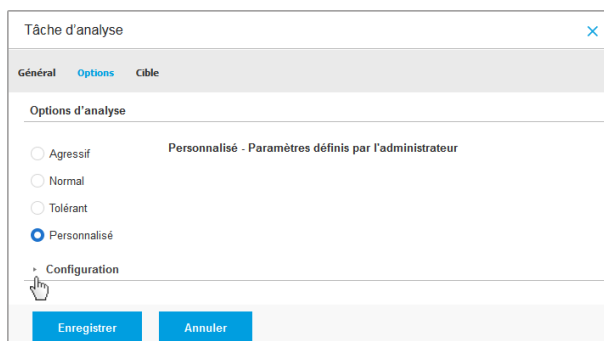 Tâche d'analyse
Général Options Cible
Options d'analyse
Agressif
Personnalisé - Paramètres définis par l'administrateur
Normal
Tolérant
Personnalisé
Configuration
Enregistrer Annuler